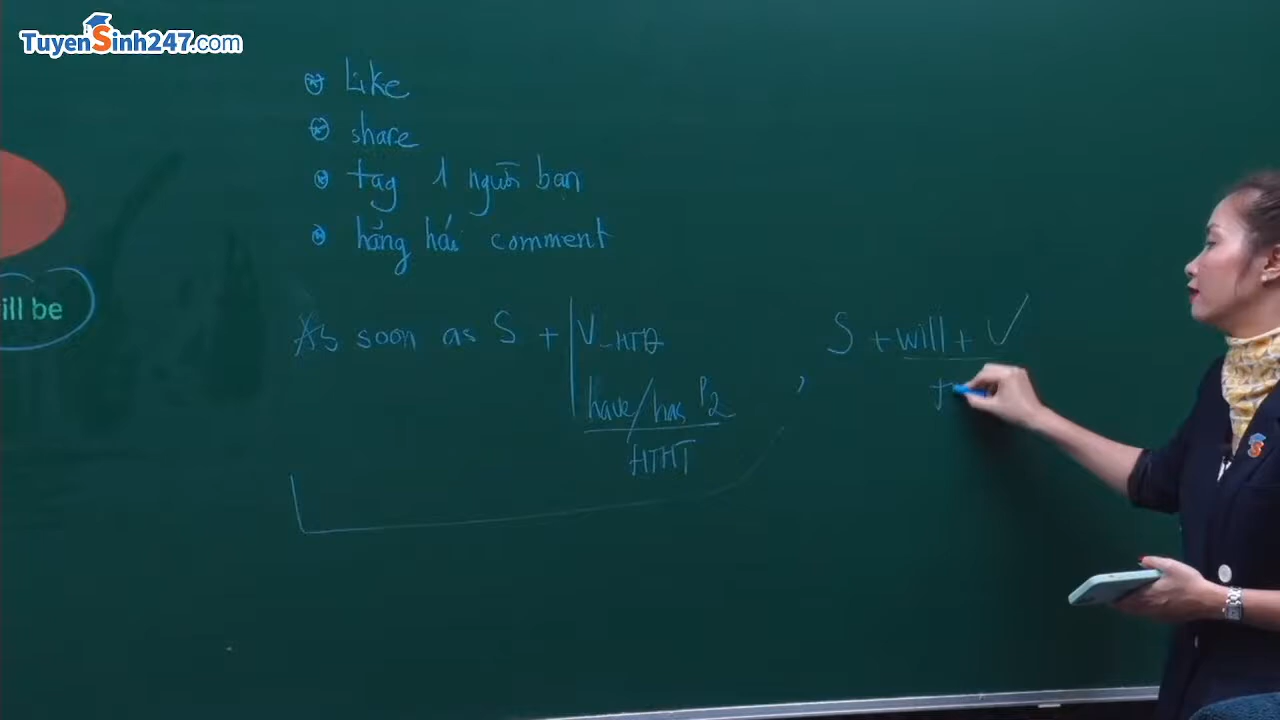 TuyenSinh247.com
Like
share
tag 1 người bạn
hăng hái comment
ill be
As soon as S + V_HTĐ
have/has P2
HTHT
, S + will + V